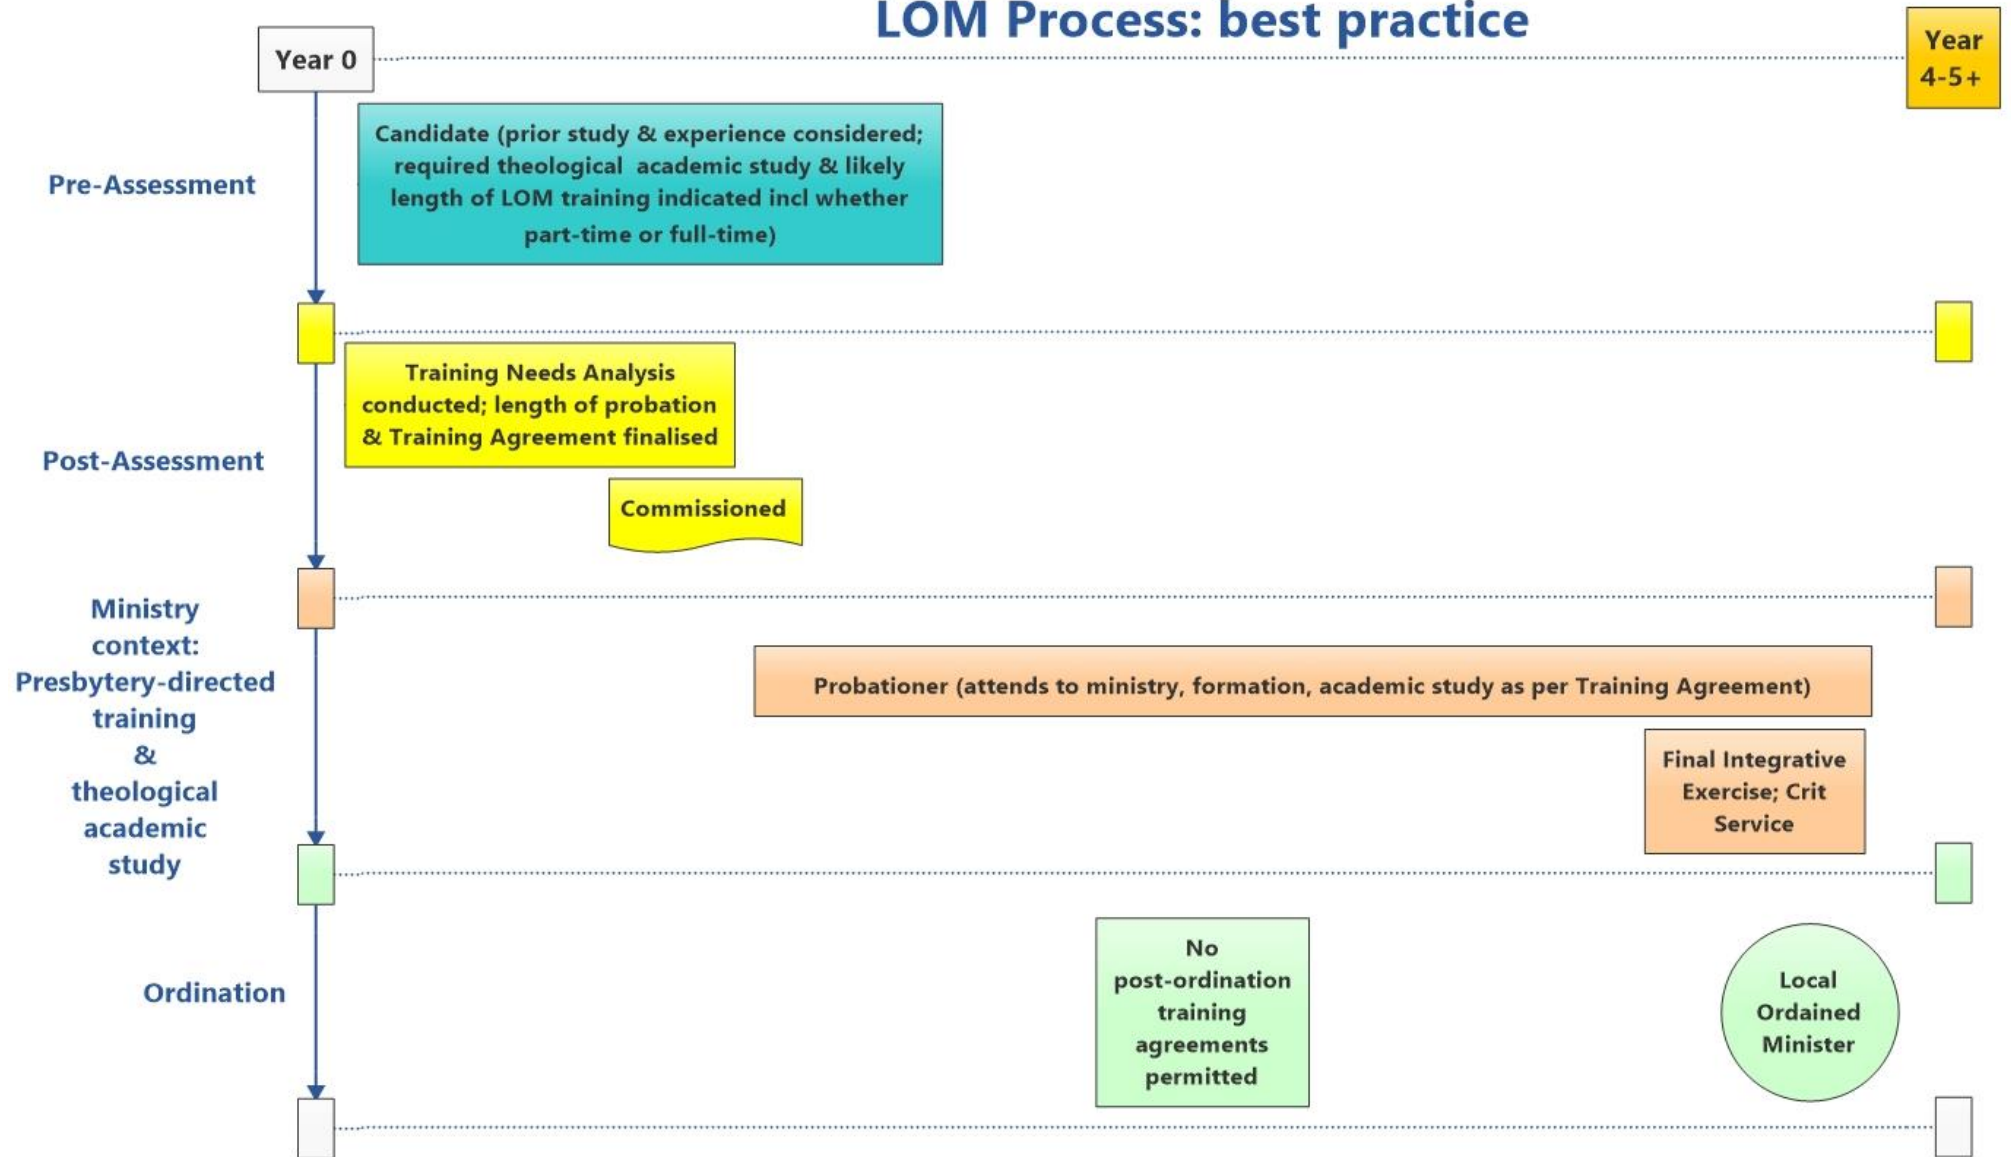 LOM Process: best practice
Year 0
Year
4-5+
Pre-Assessment
Candidate (prior study & experience considered;
required theological academic study & likely
length of LOM training indicated incl whether
part-time or full-time)
Post-Assessment
Training Needs Analysis
conducted; length of probation
& Training Agreement finalised
Commissioned
Ministry
context:
Presbytery-directed
training
&
theological
academic
study
Probationer (attends to ministry, formation, academic study as per Training Agreement)
Final Integrative
Exercise; Crit
Service
Ordination
No
post-ordination
training
agreements
permitted
Local
Ordained
Minister